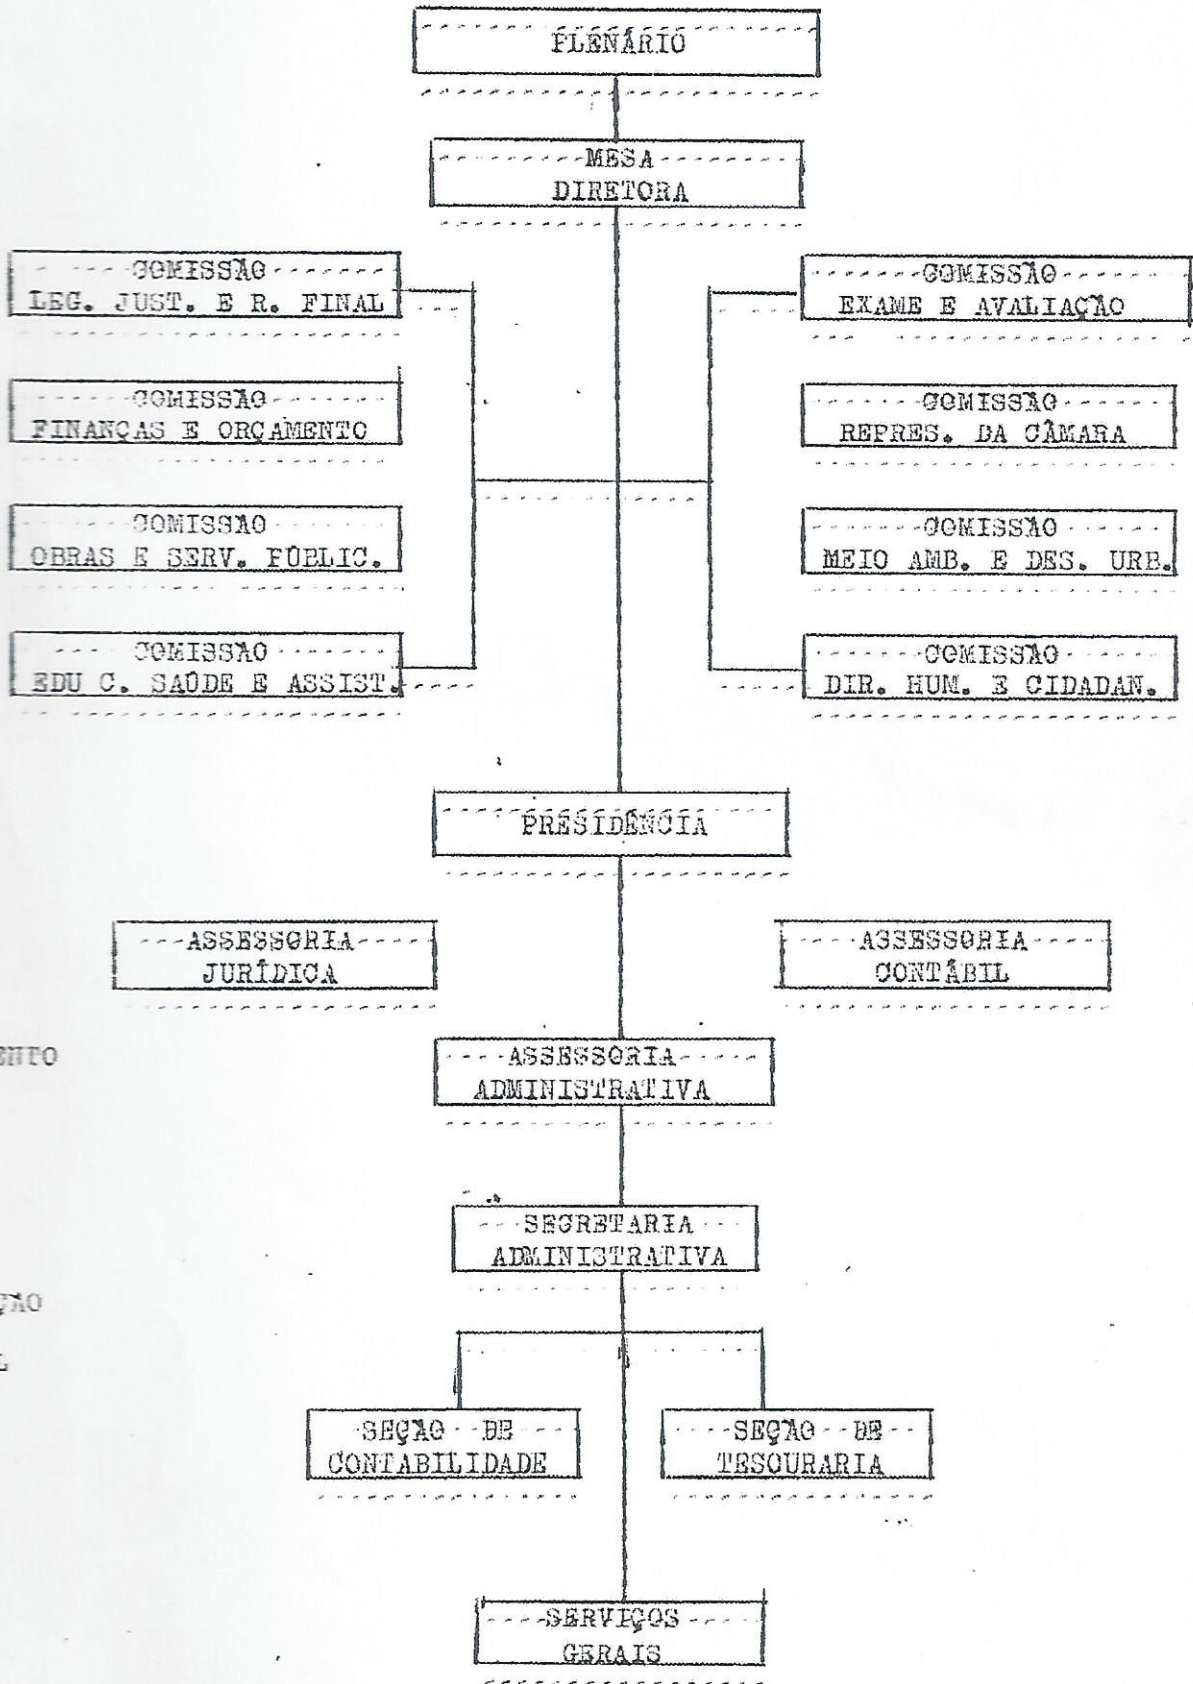 PLENÁRIO
MESA
DIRETORA
COMISSÃO
LEG. JUST. E R. FINAL
COMISSÃO
EXAME E AVALIAÇÃO
COMISSÃO
FINANÇAS E ORÇAMENTO
COMISSÃO
REPRES. DA CÂMARA
COMISSÃO
OBRAS E SERV. PÚBLIC.
COMISSÃO
MEIO AMB. E DES. URB.
COMISSÃO
EDU C. SAÚDE E ASSIST.
COMISSÃO
DIR. HUM. E CIDADAN.
PRESIDÊNCIA
ASSESSORIA
JURÍDICA
ASSESSORIA
CONTÁBIL
ENTO
ASSESSORIA
ADMINISTRATIVA
SECRETARIA
ADMINISTRATIVA
ÇÃO
L
SEÇÃO DE
CONTABILIDADE
SEÇÃO DE
TESOURARIA
SERVIÇOS
GERAIS